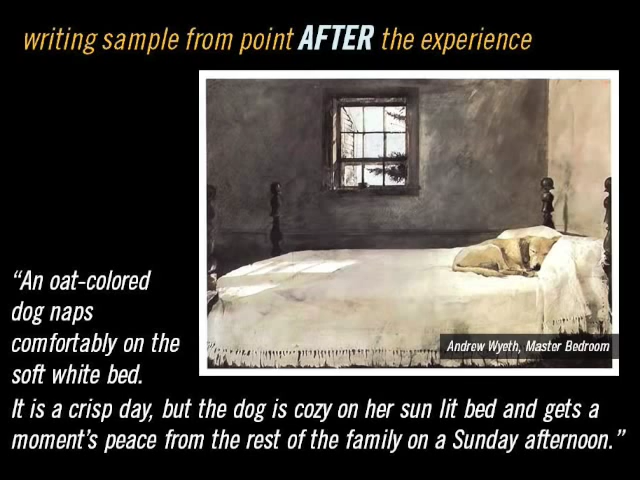 writing sample from point AFTER the experience
Andrew Wyeth, Master Bedroom
“An oat-colored
dog naps
comfortably on the
soft white bed.
It is a crisp day, but the dog is cozy on her sun lit bed and gets a
moment’s peace from the rest of the family on a Sunday afternoon.”